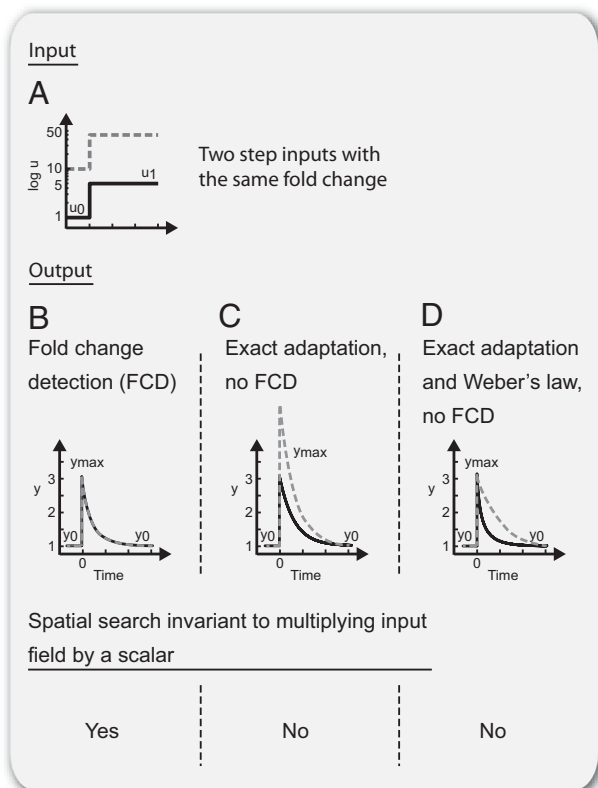 Input
A
50
10
5
1
log u
u0
u1
Two step inputs with
the same fold change
Output
B
Fold change
detection (FCD)
C
Exact adaptation,
no FCD
D
Exact adaptation
and Weber's law,
no FCD
y
3
2
1
ymax
y0
y0
0
Time
3
2
1
ymax
y0
y0
0
Time
y
3
2
1
ymax
y0
y0
0
Time
Spatial search invariant to multiplying input
field by a scalar
Yes
No
No